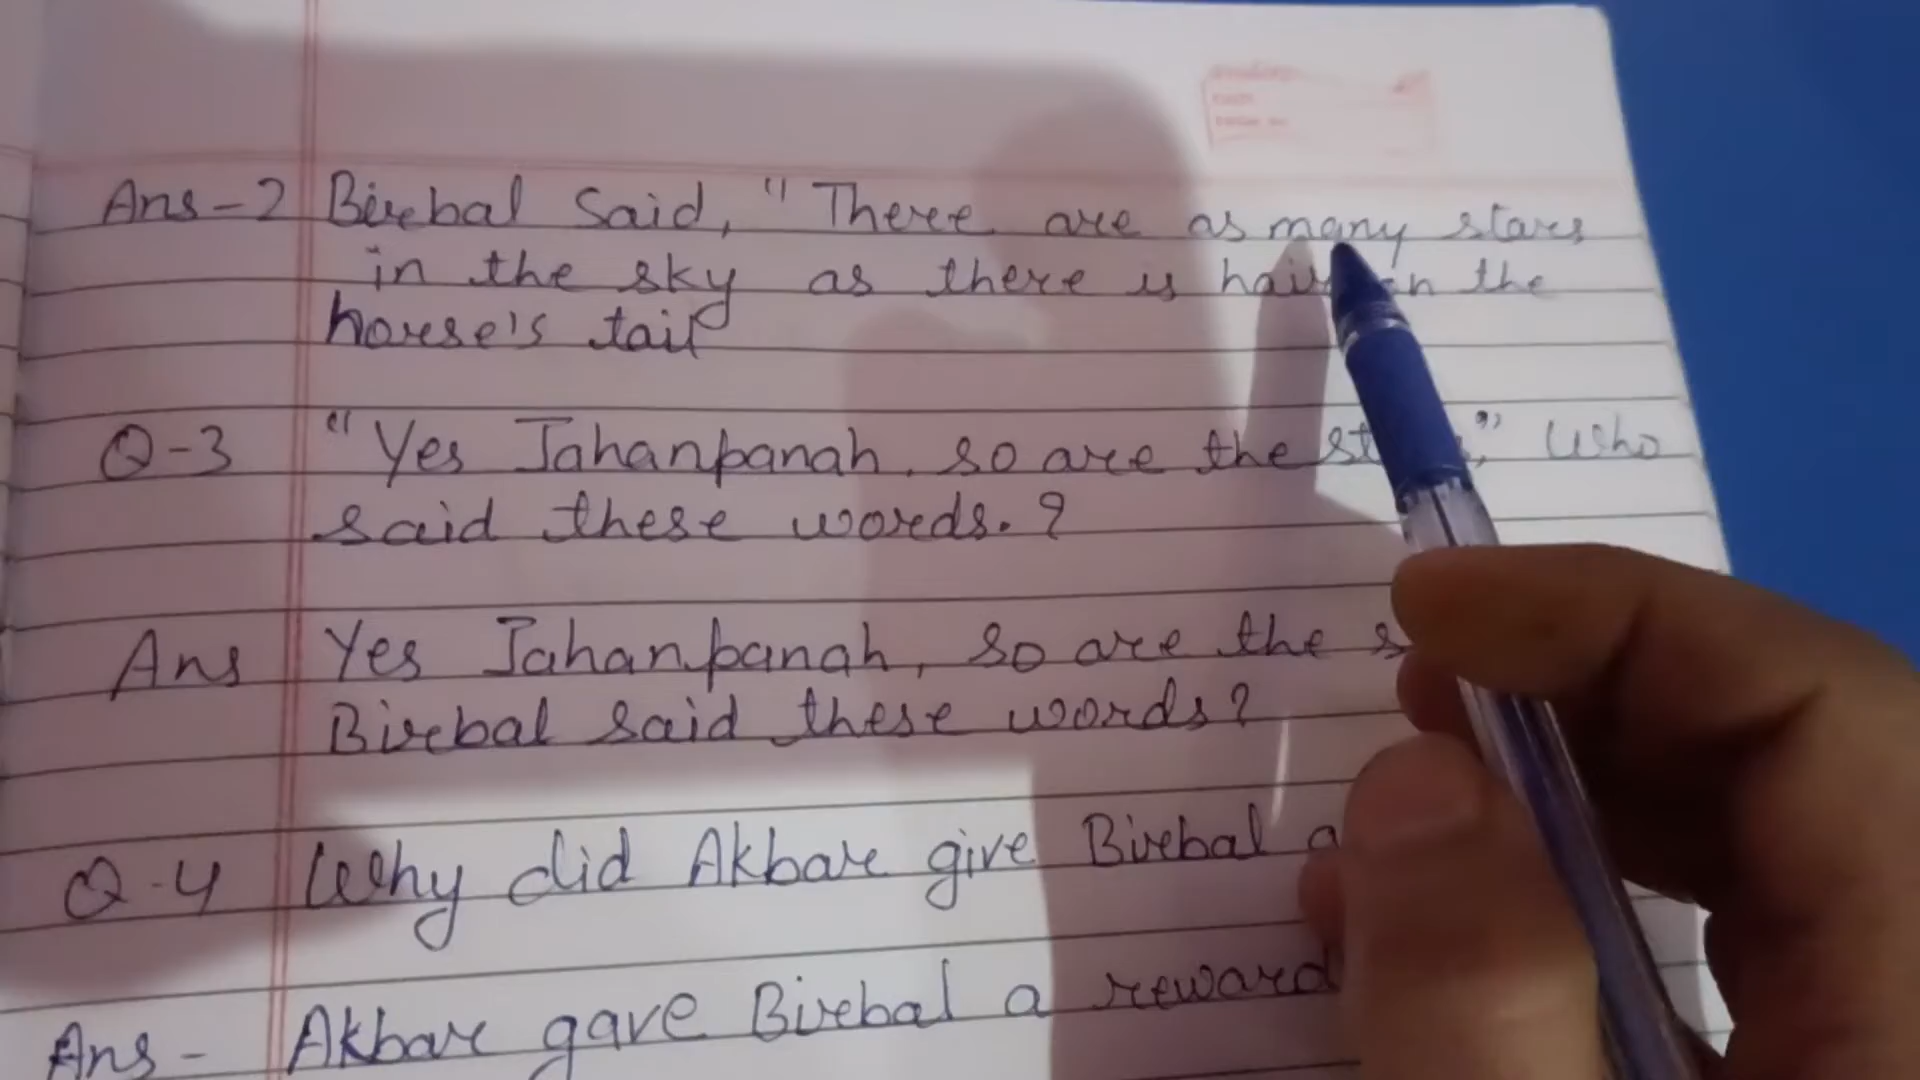 Ans-2 Birbal said, "There are as many stars
in the sky as there is hair on the
horse's tail
Q-3 "Yes Jahanpanah, so are the," Who
said these words.?
Ans Yes Jahanpanah, so are the
Birbal said these words?
Q-4 Why did Akbar give Birbal a
Ans- Akbar gave Birbal a reward